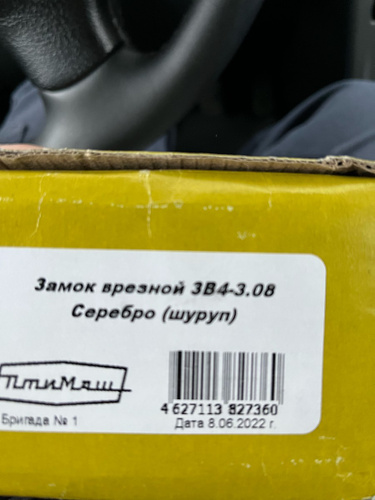 Замок врезной ЗВ4-3.08
Серебро (шуруп)
ПтиМаш
4 627113 827360
Бригада № 1
Дата 8.06.2022 г.